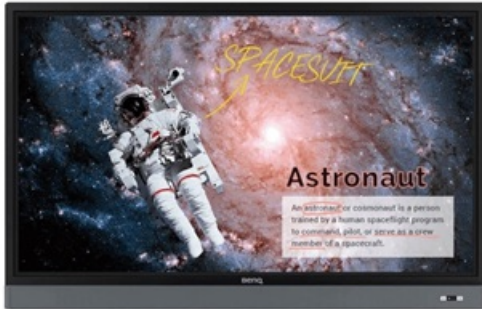 SPACESUIT
Astronaut
An astronaut or cosmonaut is a person
trained by a human spaceflight program
to command, pilot, or serve as a crew
member of a spacecraft.
BenQ